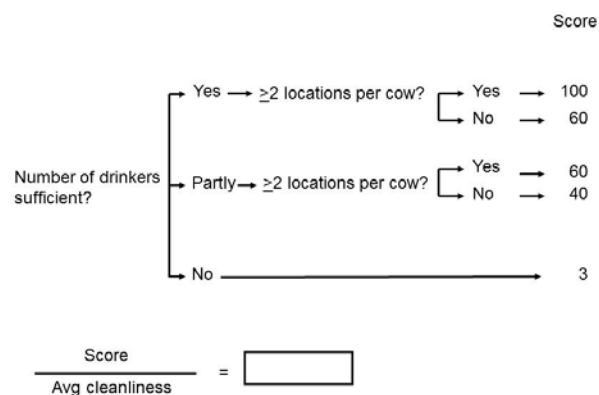 Score
Yes ≥2 locations per cow? Yes 100
No 60
Number of drinkers
sufficient?
Partly ≥2 locations per cow? Yes 60
No 40
No 3
Score
=
Avg cleanliness